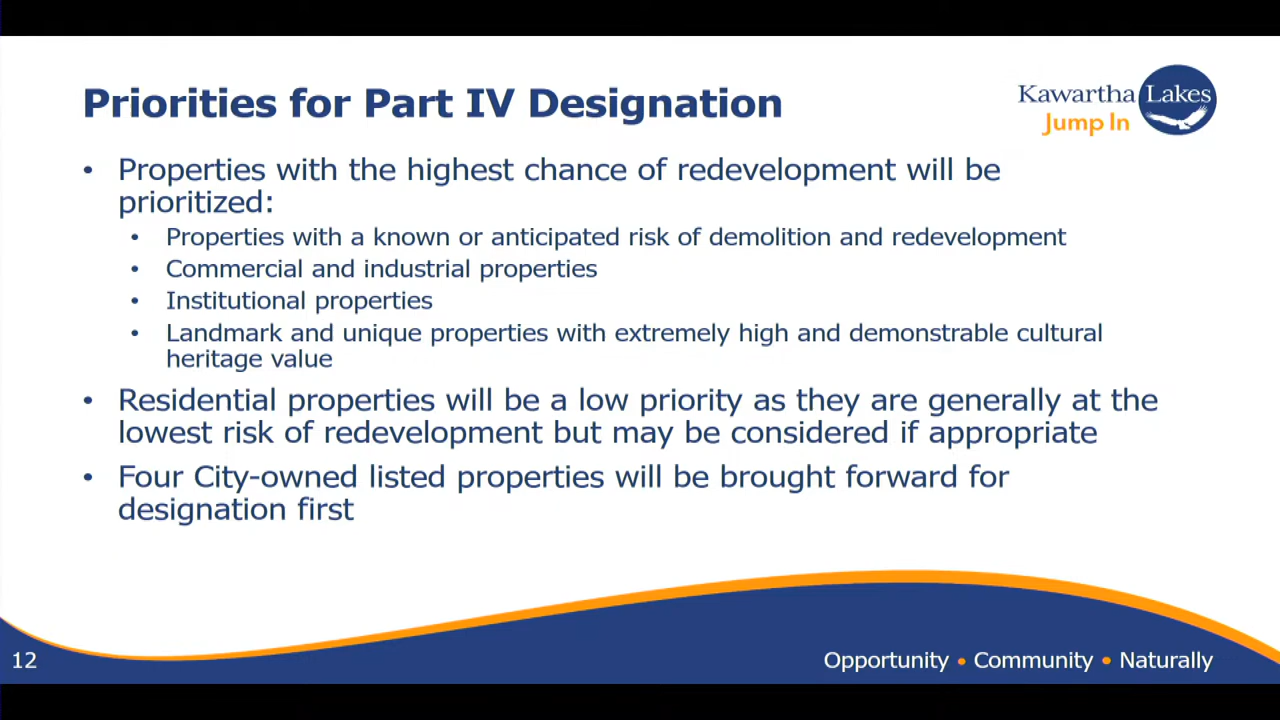 Priorities for Part IV Designation
Kawartha Lakes
Jump In
• Properties with the highest chance of redevelopment will be
prioritized:
• Properties with a known or anticipated risk of demolition and redevelopment
• Commercial and industrial properties
• Institutional properties
• Landmark and unique properties with extremely high and demonstrable cultural
heritage value
• Residential properties will be a low priority as they are generally at the
lowest risk of redevelopment but may be considered if appropriate
• Four City-owned listed properties will be brought forward for
designation first
12
Opportunity • Community • Naturally